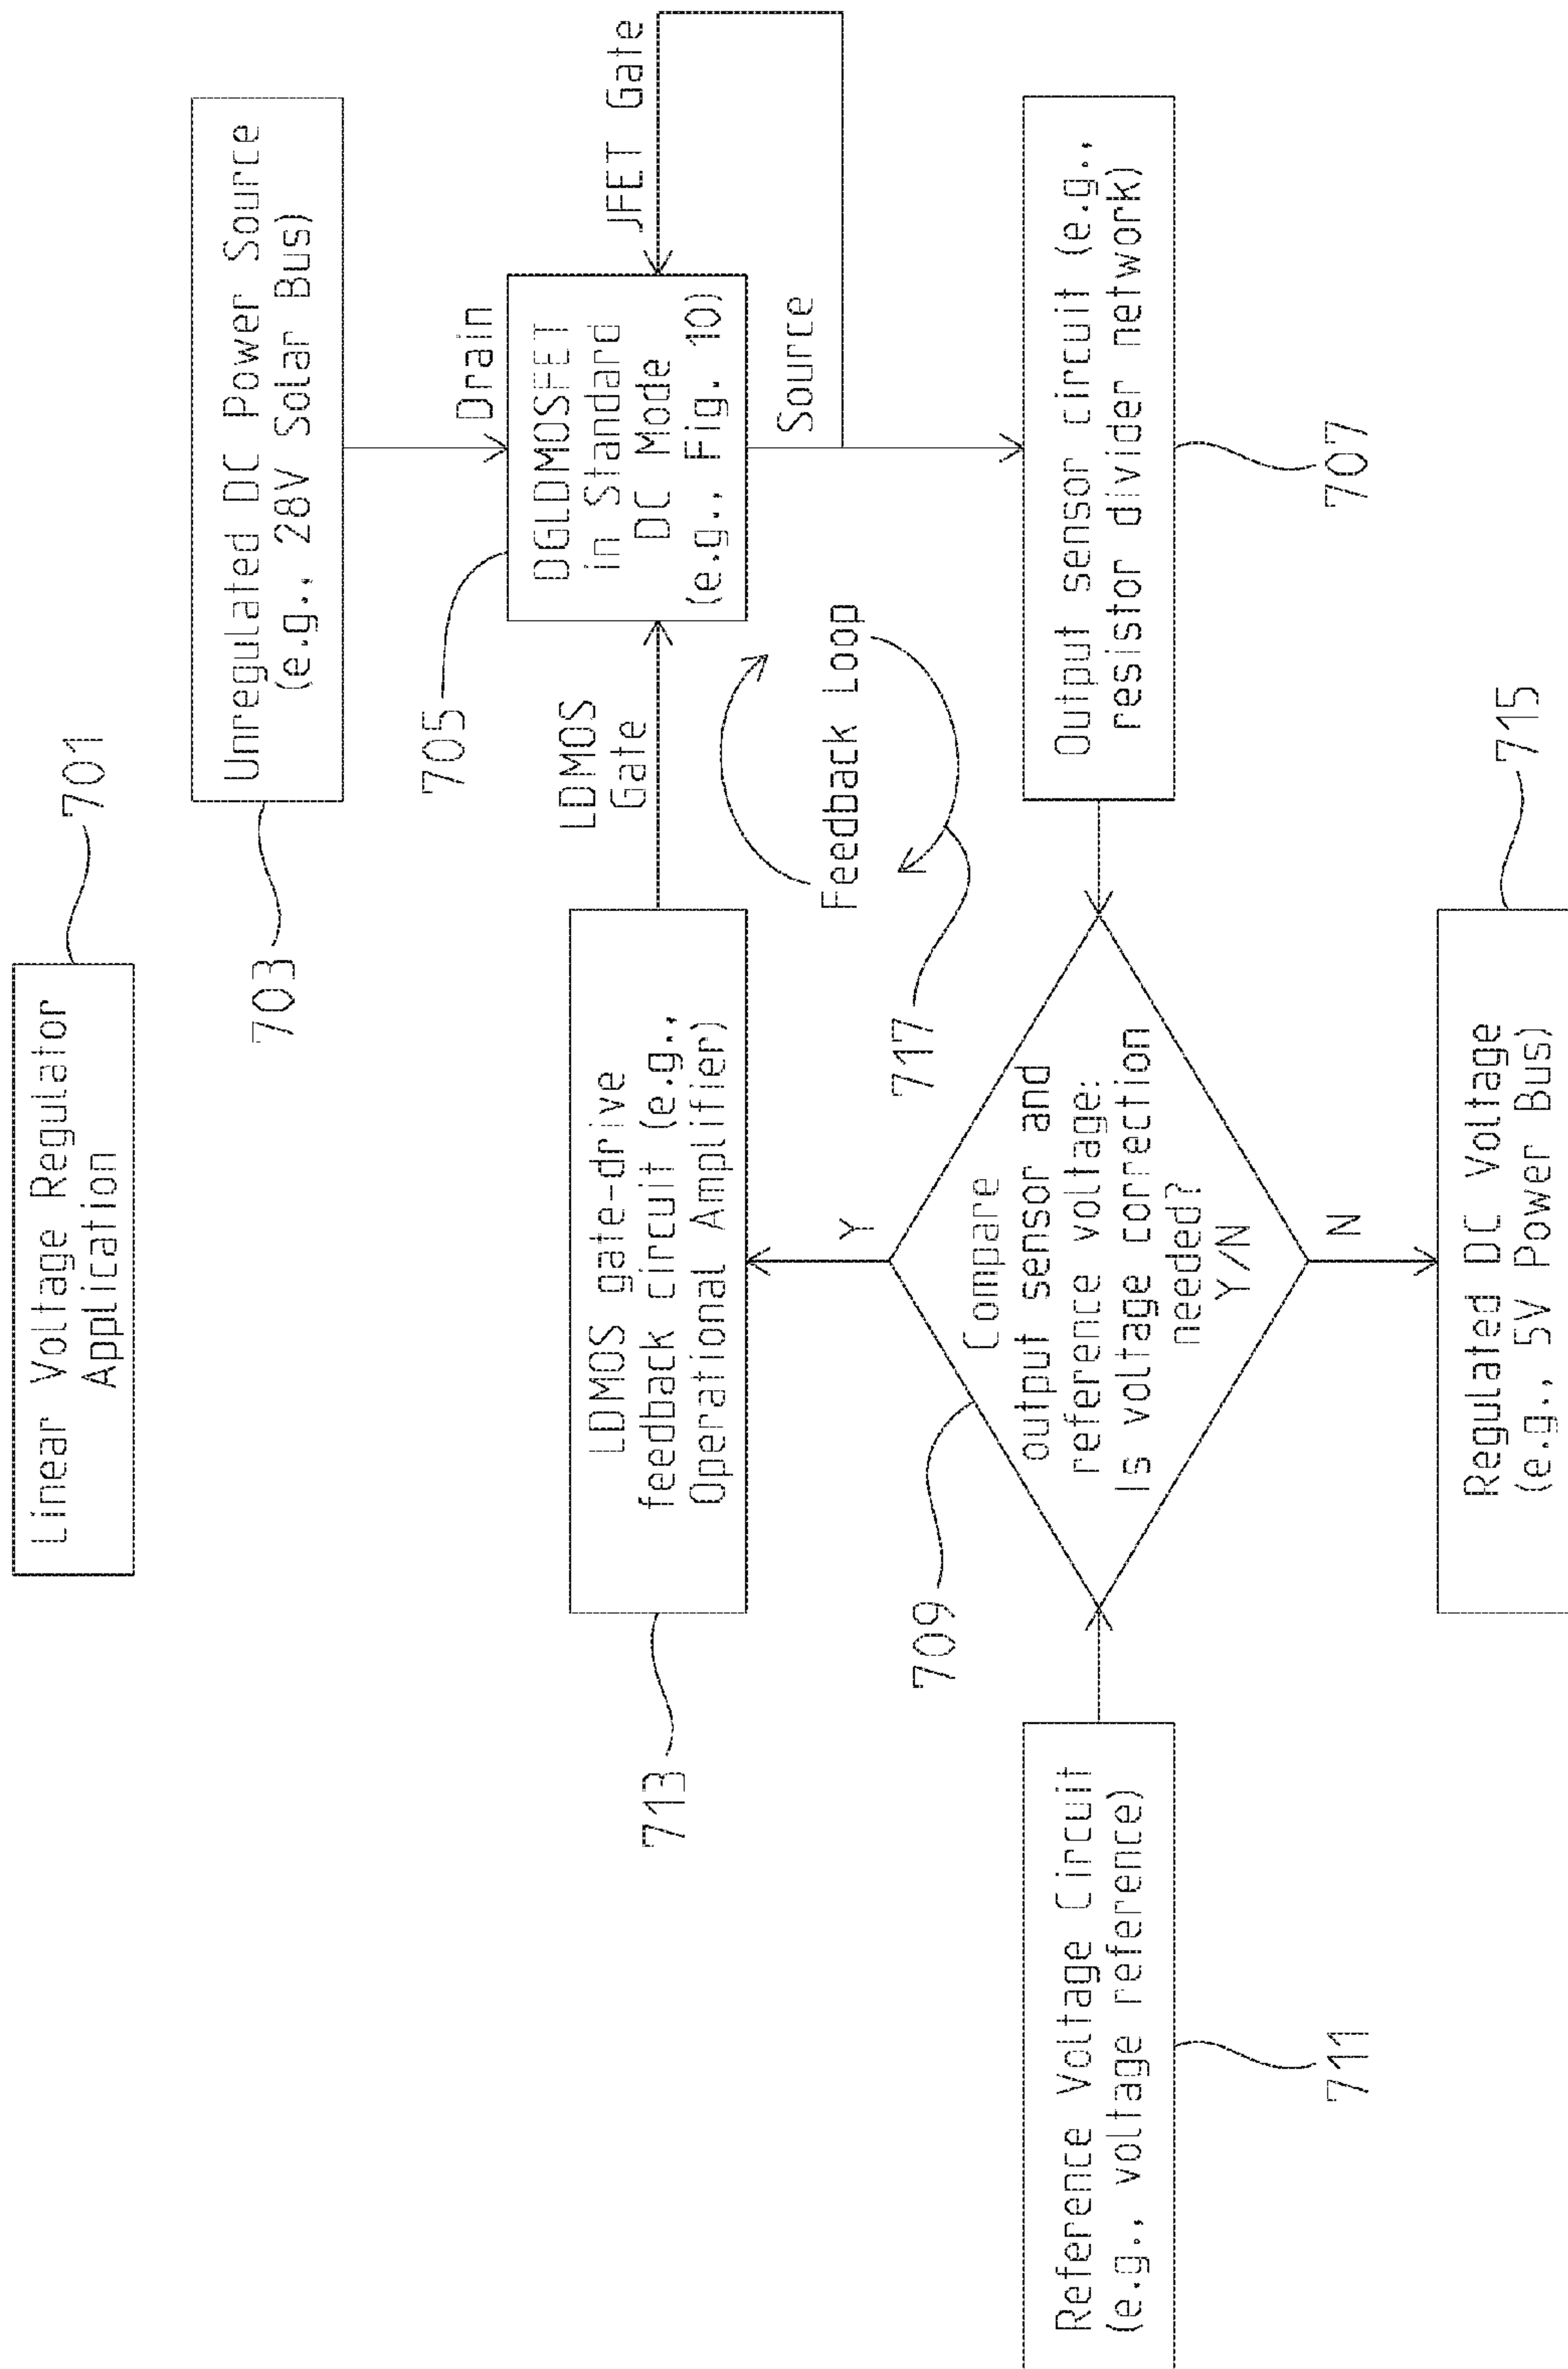 Linear Voltage Regulator
Application
701
Unregulated DC Power Source
(e.g., 28V Solar Bus)
703
Drain
705
DGLDMOSFET
in Standard
DC Mode
(e.g., Fig. 10)
JFET Gate
Source
LDMOS
Gate
LDMOS gate-drive
feedback circuit (e.g.,
Operational Amplifier)
713
Feedback Loop
717
Y
709
Compare
output sensor and
reference voltage:
Is voltage correction
needed?
Y/N
N
Reference Voltage Circuit
(e.g., voltage reference)
711
Output sensor circuit (e.g.,
resistor divider network)
707
Regulated DC Voltage
(e.g., 5V Power Bus)
715